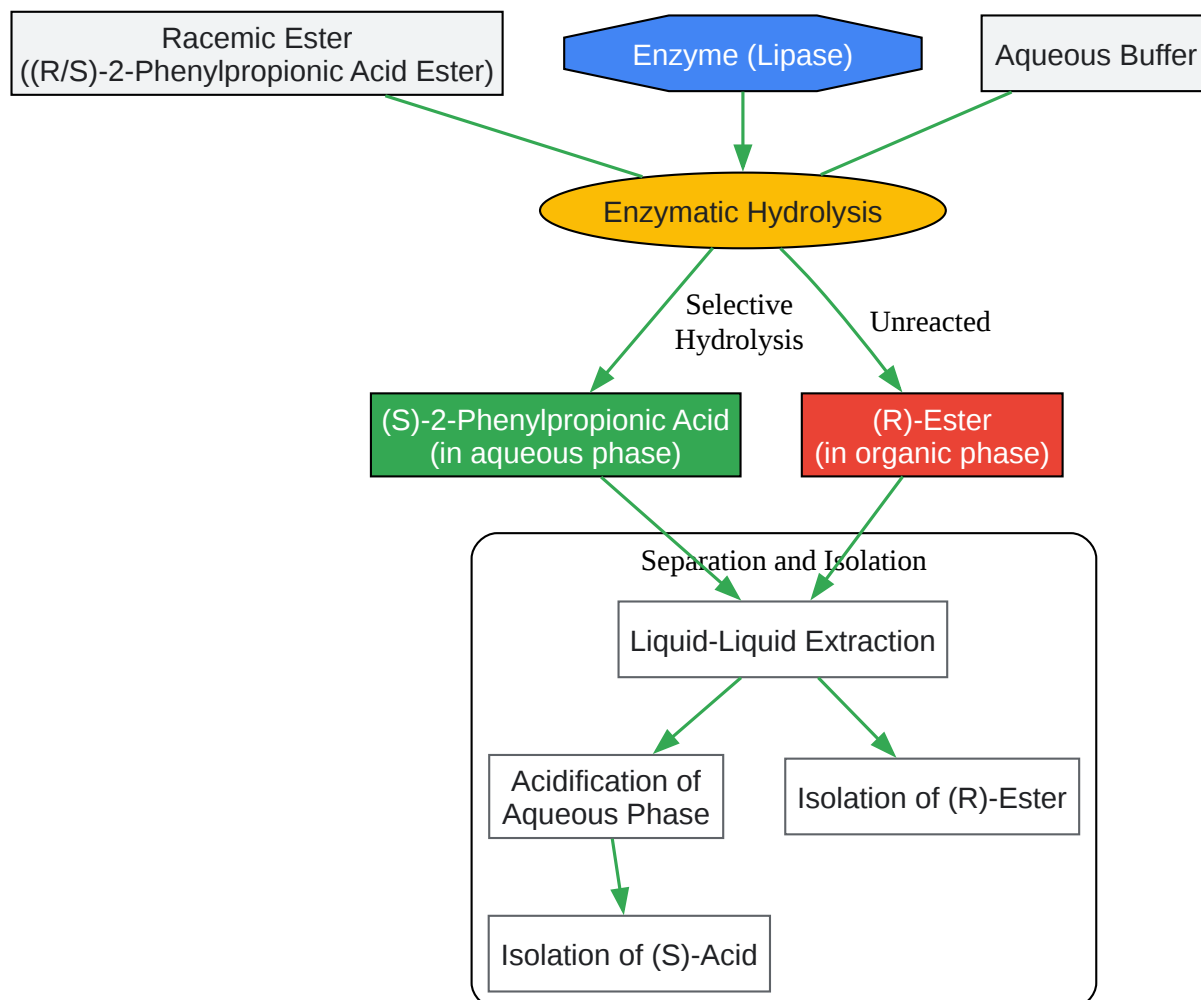 Racemic Ester
((R/S)-2-Phenylpropionic Acid Ester)
Enzyme (Lipase)
Aqueous Buffer
Enzymatic Hydrolysis
Selective
Hydrolysis
Unreacted
(S)-2-Phenylpropionic Acid
(in aqueous phase)
(R)-Ester
(in organic phase)
Separation and Isolation
Liquid-Liquid Extraction
Acidification of
Aqueous Phase
Isolation of (R)-Ester
Isolation of (S)-Acid